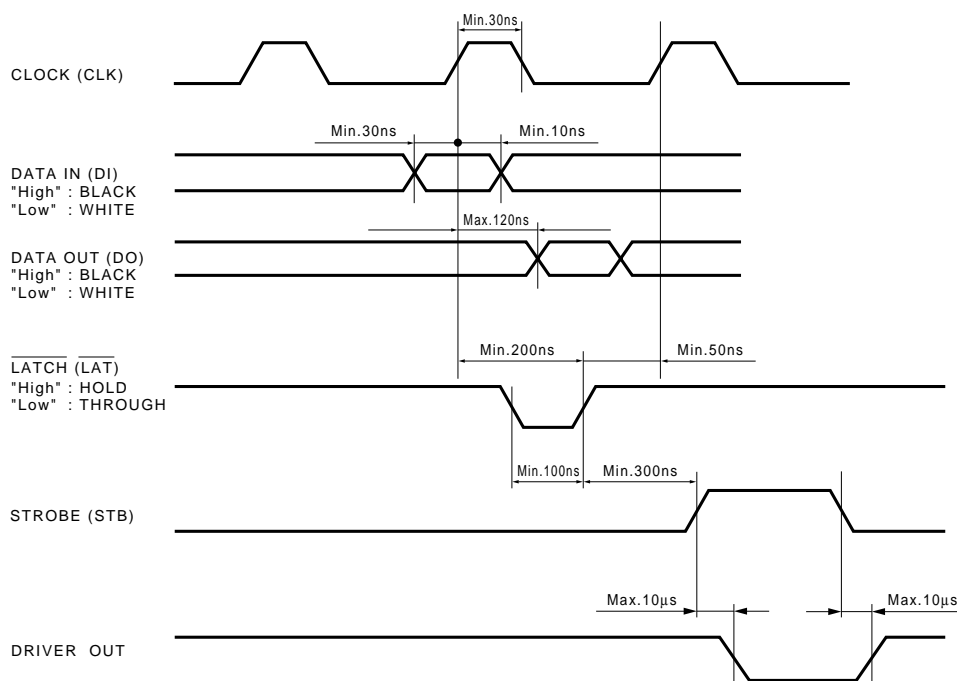 Min.30ns
CLOCK (CLK)
Min.30ns
Min.10ns
DATA IN (DI)
"High" : BLACK
"Low" : WHITE
Max.120ns
DATA OUT (DO)
"High" : BLACK
"Low" : WHITE
LATCH (LAT)
"High" : HOLD
"Low" : THROUGH
Min.200ns
Min.50ns
Min.100ns
Min.300ns
STROBE (STB)
Max.10µs
Max.10µs
DRIVER OUT